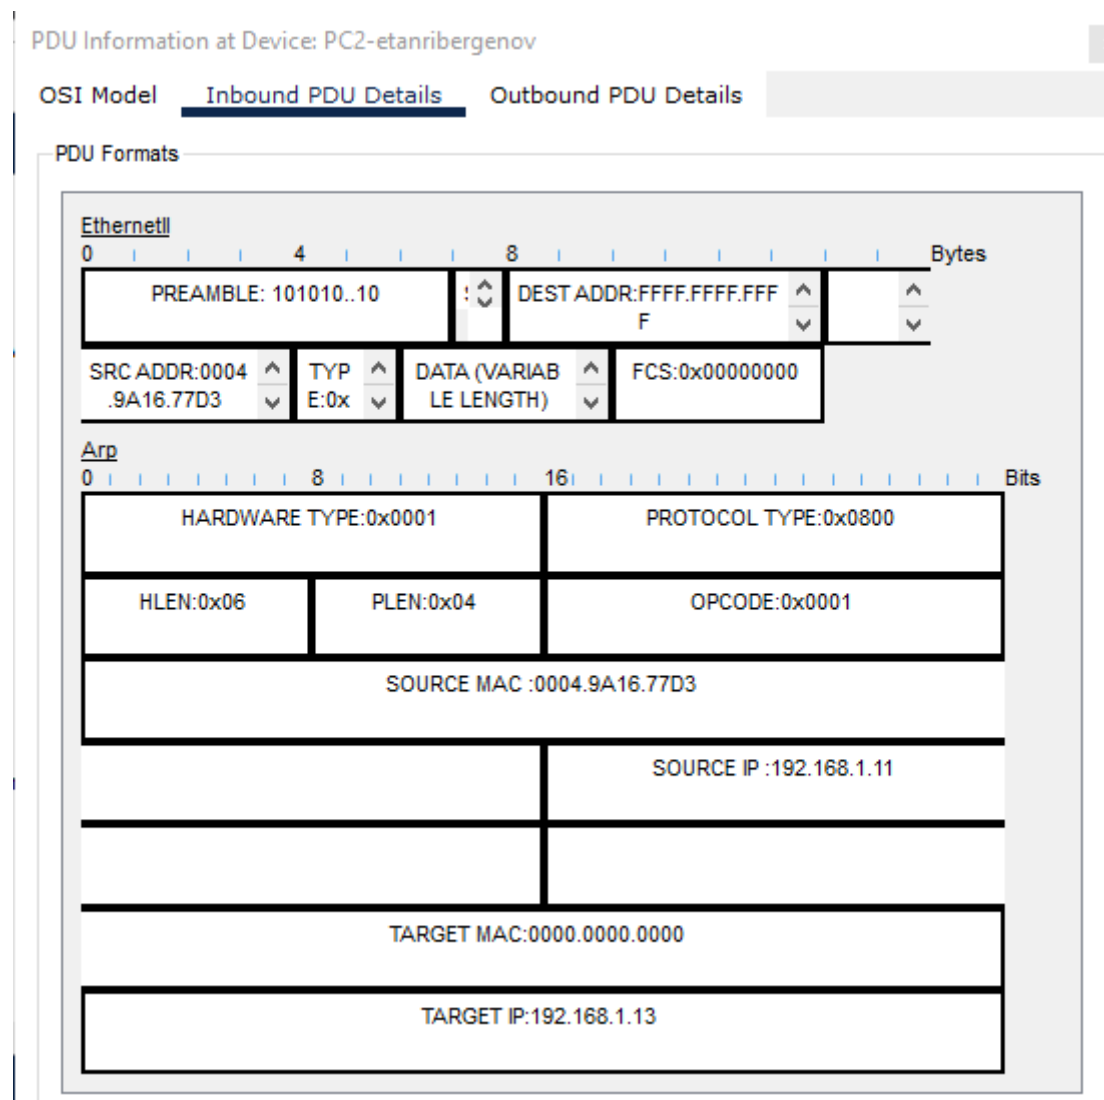 PDU Information at Device: PC2-etanribergenov
OSI Model Inbound PDU Details Outbound PDU Details
PDU Formats
EthernetII
0 4 8 Bytes
PREAMBLE: 101010..10 DEST ADDR:FFFF.FFFF.FFF
F
SRC ADDR:0004 TYP DATA (VARIAB FCS:0x00000000
.9A16.77D3 E:0x LE LENGTH)
Arp
0 8 16 Bits
HARDWARE TYPE:0x0001 PROTOCOL TYPE:0x0800
HLEN:0x06 PLEN:0x04 OPCODE:0x0001
SOURCE MAC :0004.9A16.77D3
SOURCE IP :192.168.1.11
TARGET MAC:0000.0000.0000
TARGET IP:192.168.1.13